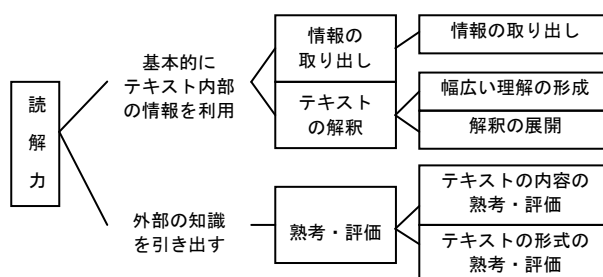 読
解
力
基本的に
テキスト内部
の情報を利用
外部の知識
を引き出す
情報の
取り出し
テキスト
の解釈
熟考・評価
情報の取り出し
幅広い理解の形成
解釈の展開
テキストの内容の
熟考・評価
テキストの形式の
熟考・評価